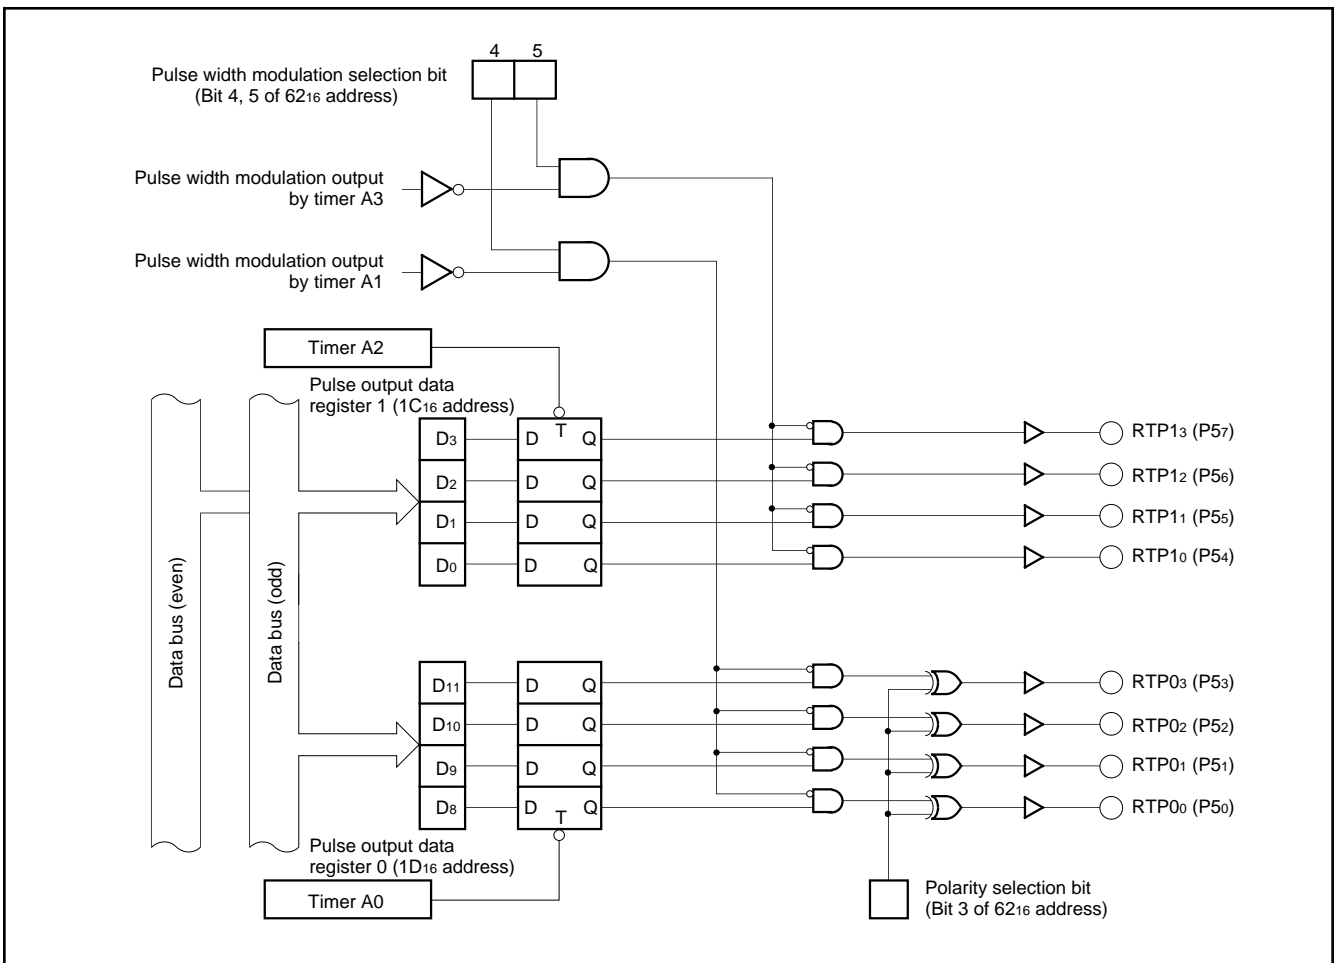 4 5
Pulse width modulation selection bit
(Bit 4, 5 of 6216 address)
Pulse width modulation output
by timer A3
Pulse width modulation output
by timer A1
Timer A2
Pulse output data
register 1 (1C16 address)
T
D3 D Q RTP13 (P57)
D2 D Q RTP12 (P56)
D1 D Q RTP11 (P55)
D0 D Q RTP10 (P54)
Data bus (even)
Data bus (odd)
D11 D Q RTP03 (P53)
D10 D Q RTP02 (P52)
D9 D Q RTP01 (P51)
D8 D Q RTP00 (P50)
T
Pulse output data
register 0 (1D16 address)
Timer A0
Polarity selection bit
(Bit 3 of 6216 address)